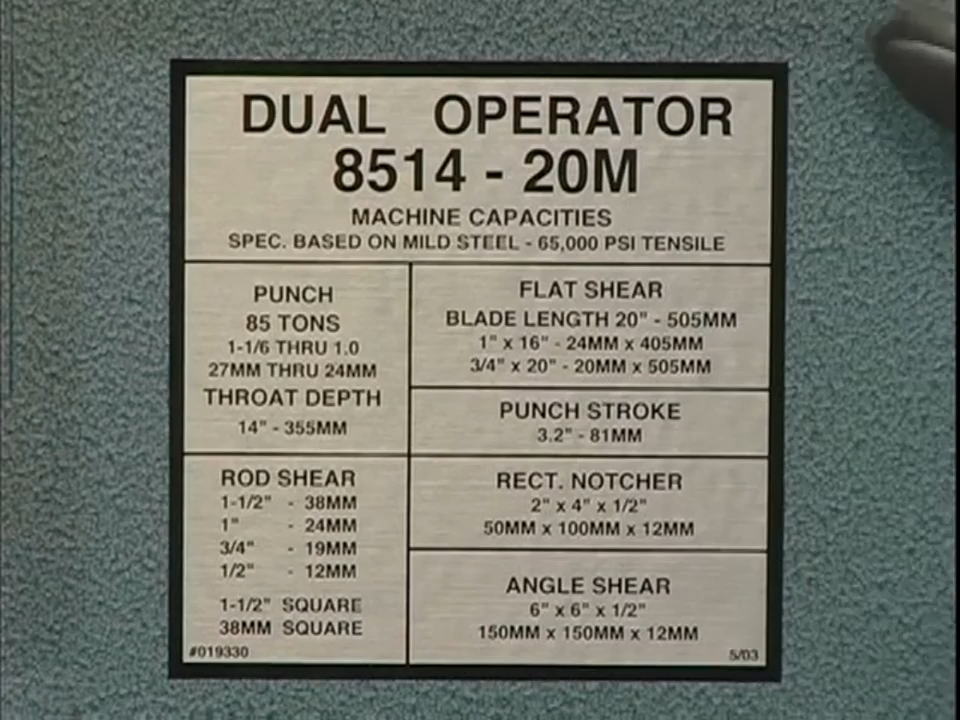 DUAL OPERATOR
8514 - 20M
MACHINE CAPACITIES
SPEC. BASED ON MILD STEEL - 65,000 PSI TENSILE
PUNCH
85 TONS
1-1/6 THRU 1.0
27MM THRU 24MM
THROAT DEPTH
14" - 355MM
ROD SHEAR
1-1/2" - 38MM
1" - 24MM
3/4" - 19MM
1/2" - 12MM
1-1/2" SQUARE
38MM SQUARE
#019330
FLAT SHEAR
BLADE LENGTH 20" - 505MM
1" x 16" - 24MM x 405MM
3/4" x 20" - 20MM x 505MM
PUNCH STROKE
3.2" - 81MM
RECT. NOTCHER
2" x 4" x 1/2"
50MM x 100MM x 12MM
ANGLE SHEAR
6" x 6" x 1/2"
150MM x 150MM x 12MM
5/03